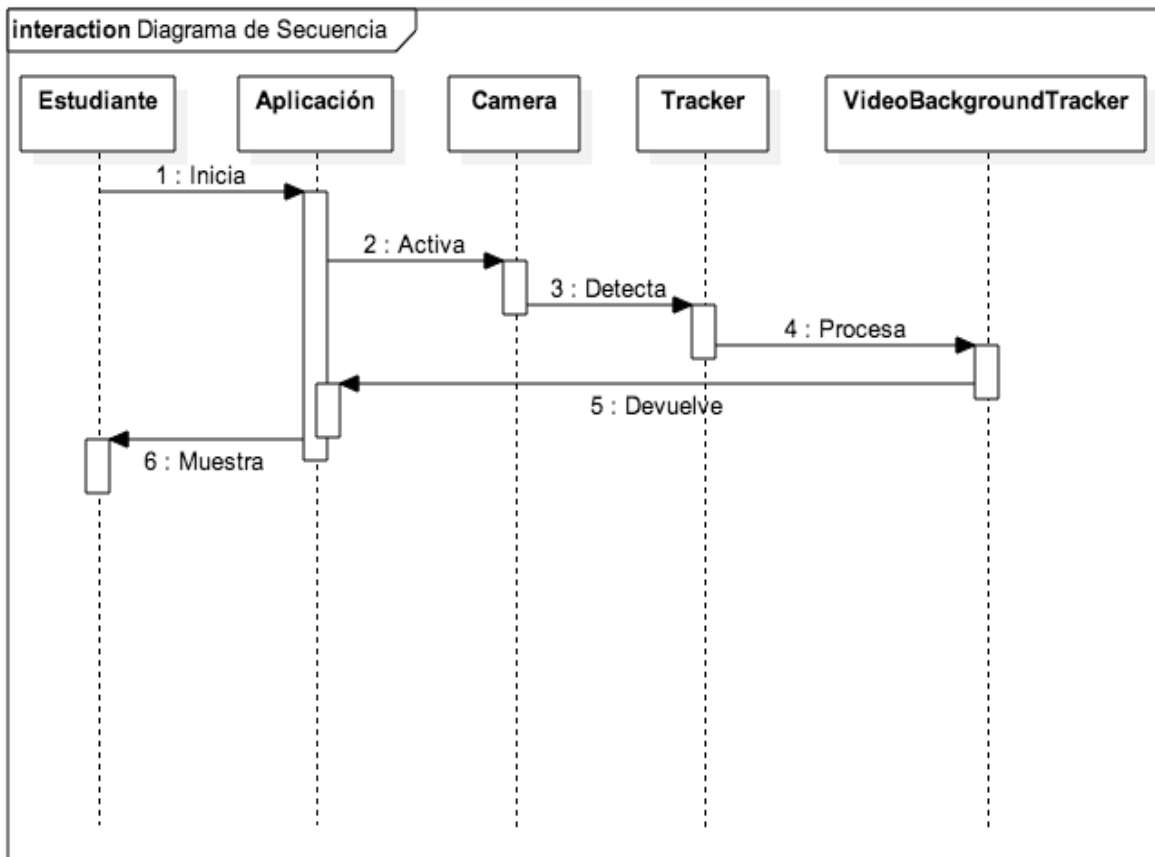 interaction Diagrama de Secuencia
Estudiante
Aplicación
Camera
Tracker
VideoBackgroundTracker
1 : Inicia
2 : Activa
3 : Detecta
4 : Procesa
5 : Devuelve
6 : Muestra